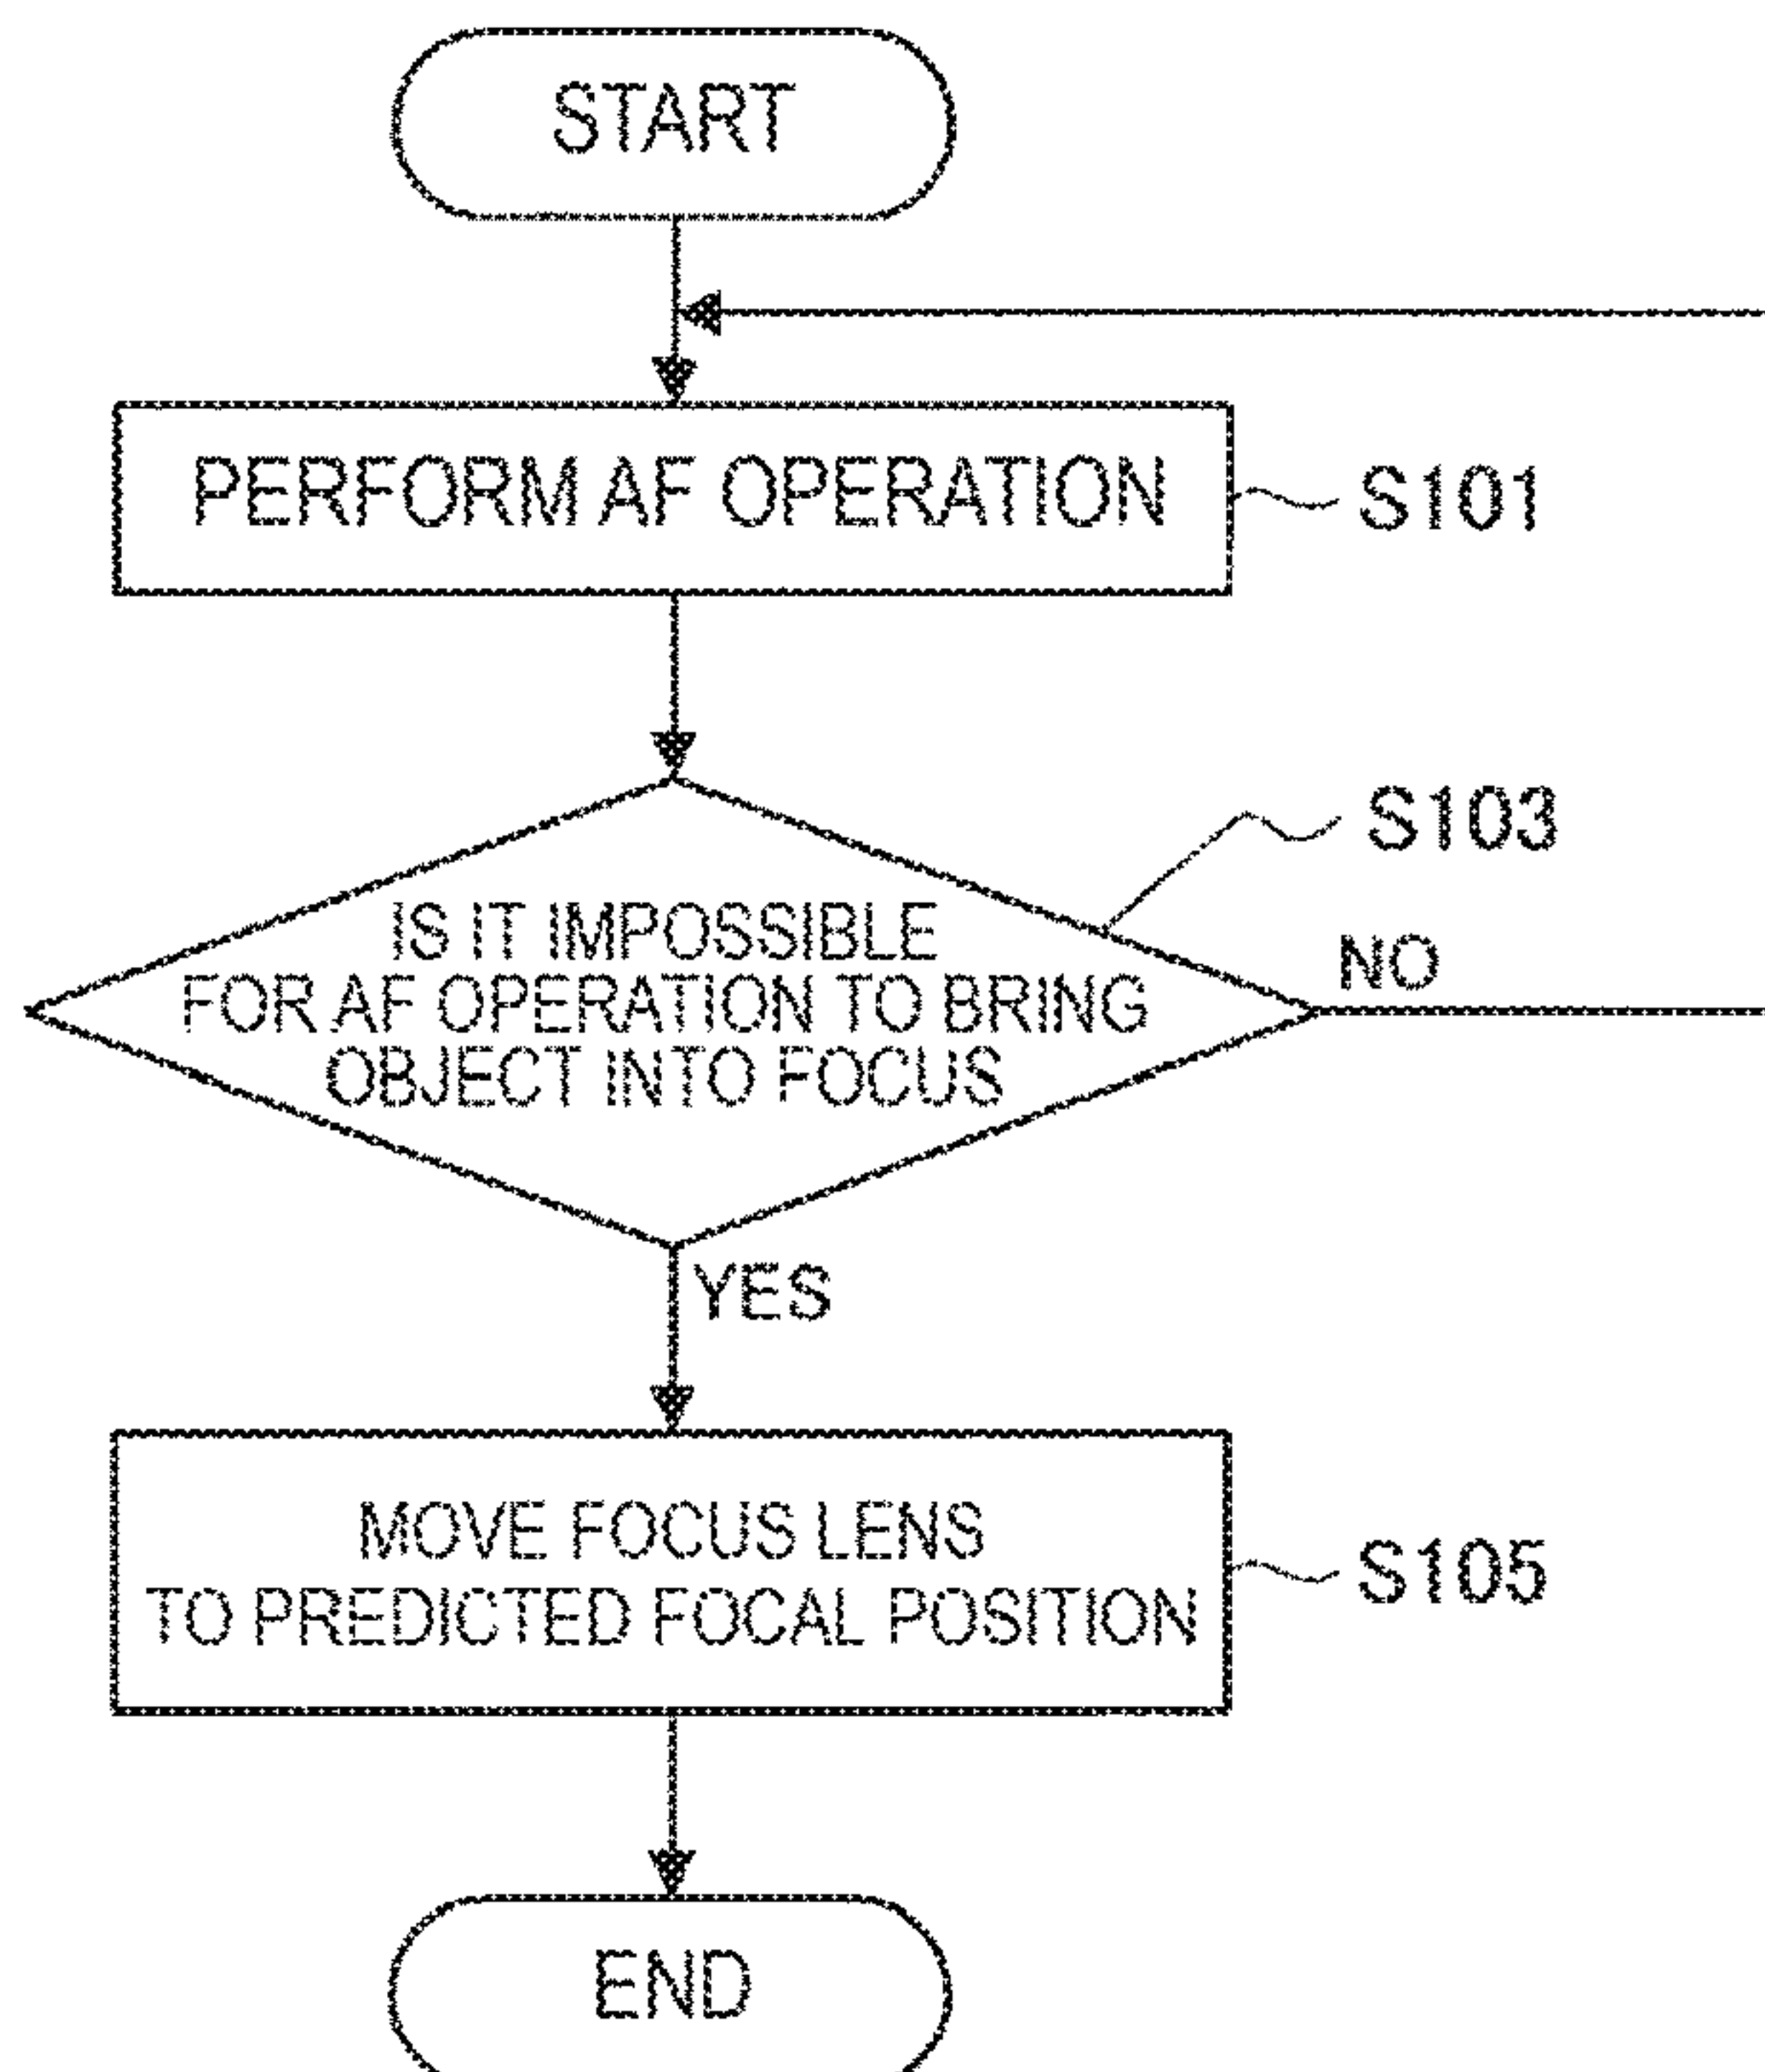 START
PERFORM AF OPERATION
S101
S103
IS IT IMPOSSIBLE
FOR AF OPERATION TO BRING
OBJECT INTO FOCUS
NO
YES
MOVE FOCUS LENS
TO PREDICTED FOCAL POSITION
S105
END